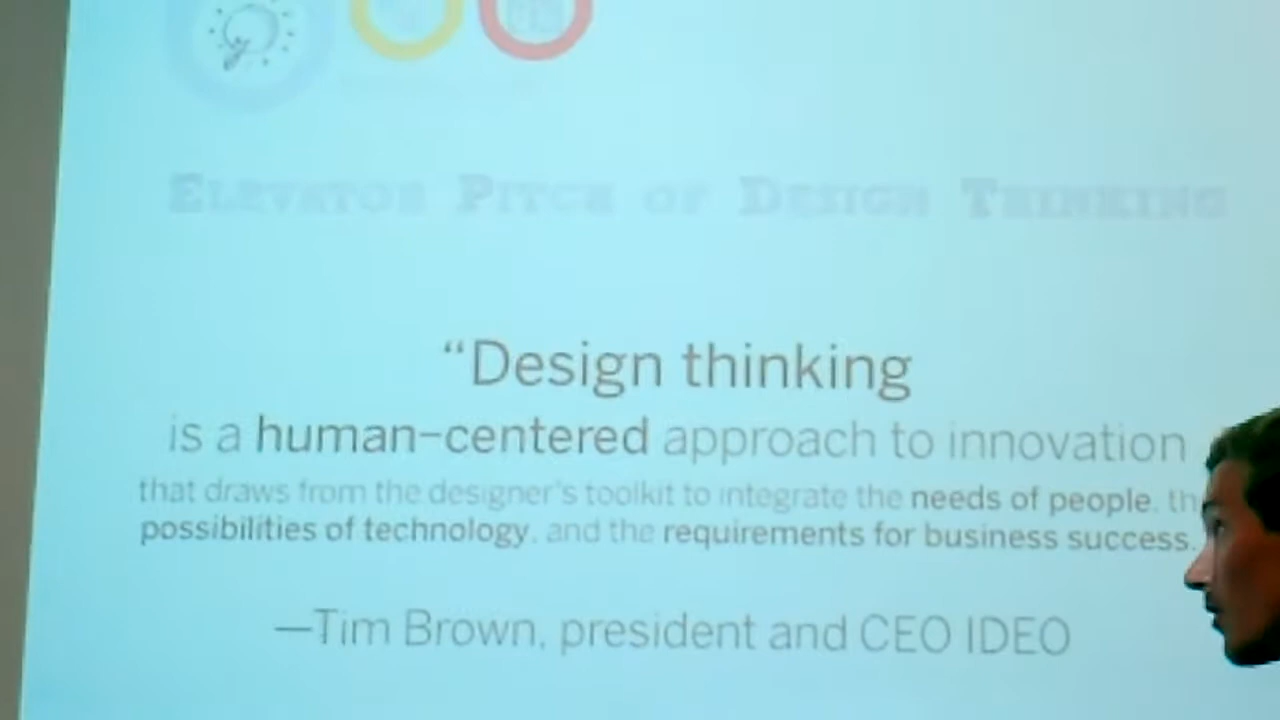 ELEVATOR PITCH OF DESIGN THINKING
“Design thinking
is a human-centered approach to innovation
that draws from the designer's toolkit to integrate the needs of people, th
possibilities of technology, and the requirements for business success.
—Tim Brown, president and CEO IDEO